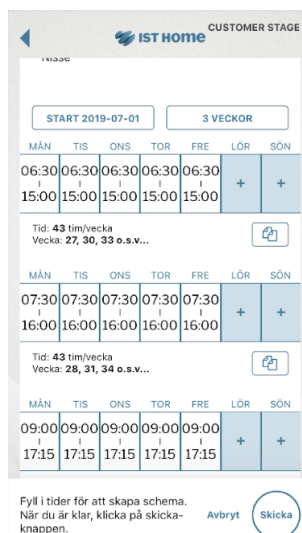 CUSTOMER STAGE
IST Home
Nisse
START 2019-07-01 3 VECKOR
MÅN TIS ONS TOR FRE LÖR SÖN
06:30 06:30 06:30 06:30 06:30
15:00 15:00 15:00 15:00 15:00
+ +
Tid: 43 tim/vecka
Vecka: 27, 30, 33 o.s.v...
MÅN TIS ONS TOR FRE LÖR SÖN
07:30 07:30 07:30 07:30 07:30
16:00 16:00 16:00 16:00 16:00
+ +
Tid: 43 tim/vecka
Vecka: 28, 31, 34 o.s.v...
MÅN TIS ONS TOR FRE LÖR SÖN
09:00 09:00 09:00 09:00 09:00
17:15 17:15 17:15 17:15 17:15
+ +
Fyll i tider för att skapa schema.
När du är klar, klicka på skicka-
knappen.
Avbryt Skicka